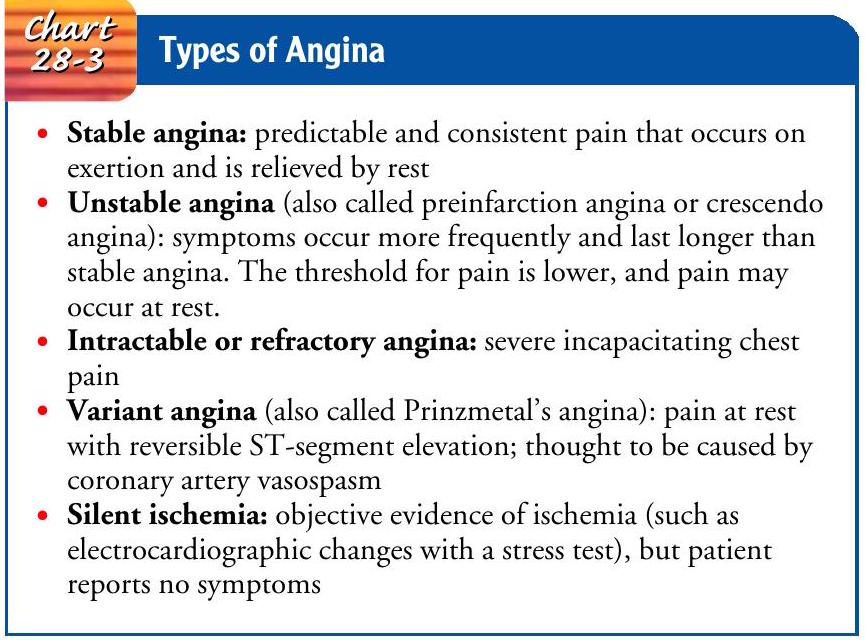 Chart
28-3
Types of Angina
• Stable angina: predictable and consistent pain that occurs on
exertion and is relieved by rest
• Unstable angina (also called preinfarction angina or crescendo
angina): symptoms occur more frequently and last longer than
stable angina. The threshold for pain is lower, and pain may
occur at rest.
• Intractable or refractory angina: severe incapacitating chest
pain
• Variant angina (also called Prinzmetal’s angina): pain at rest
with reversible ST-segment elevation; thought to be caused by
coronary artery vasospasm
• Silent ischemia: objective evidence of ischemia (such as
electrocardiographic changes with a stress test), but patient
reports no symptoms